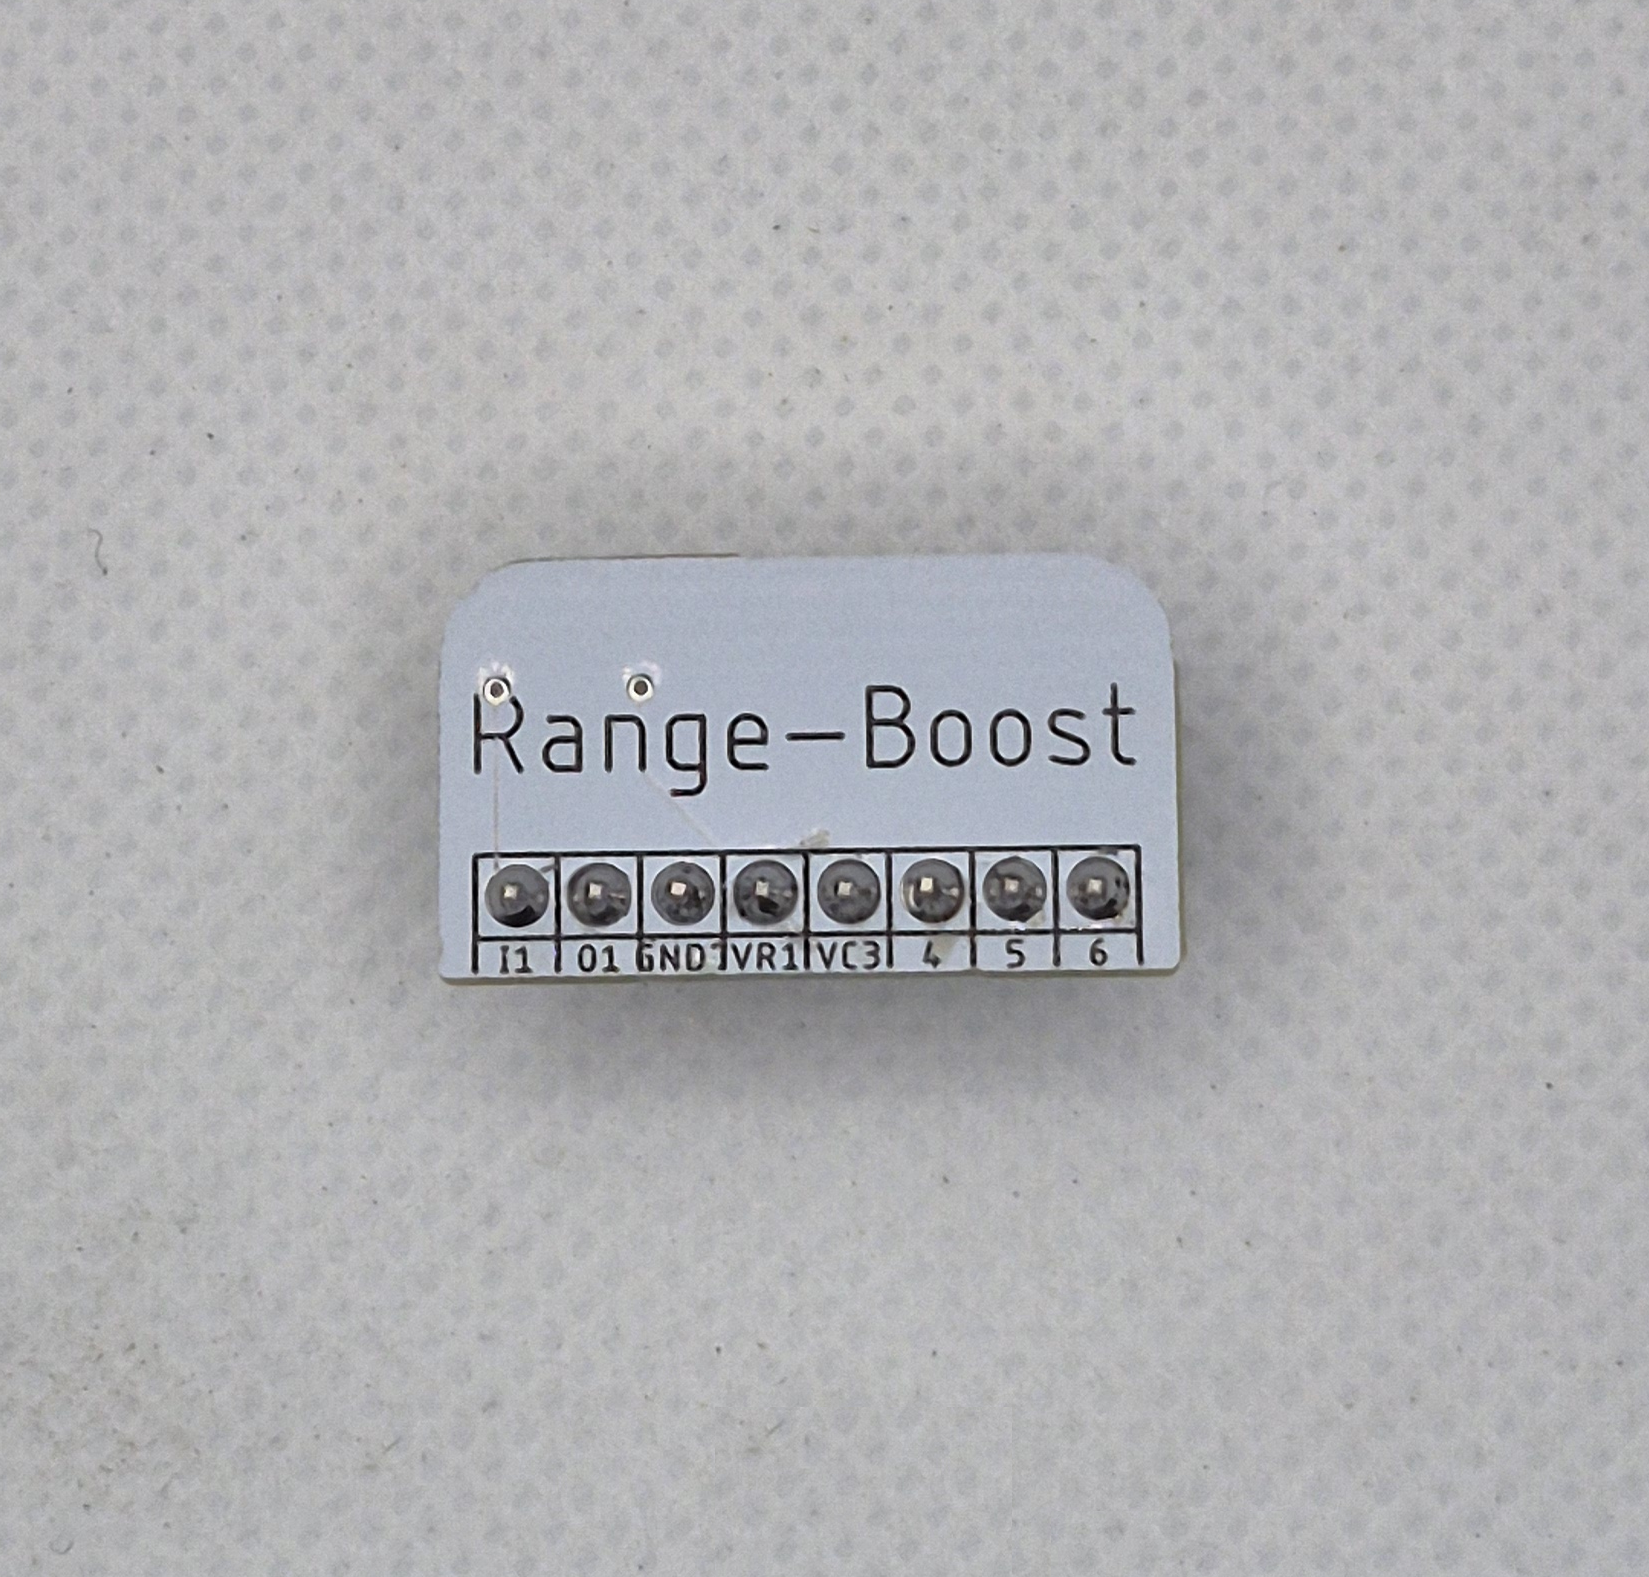 Range-Boost
I1 O1 GND1 VR1 VC3 4 5 6